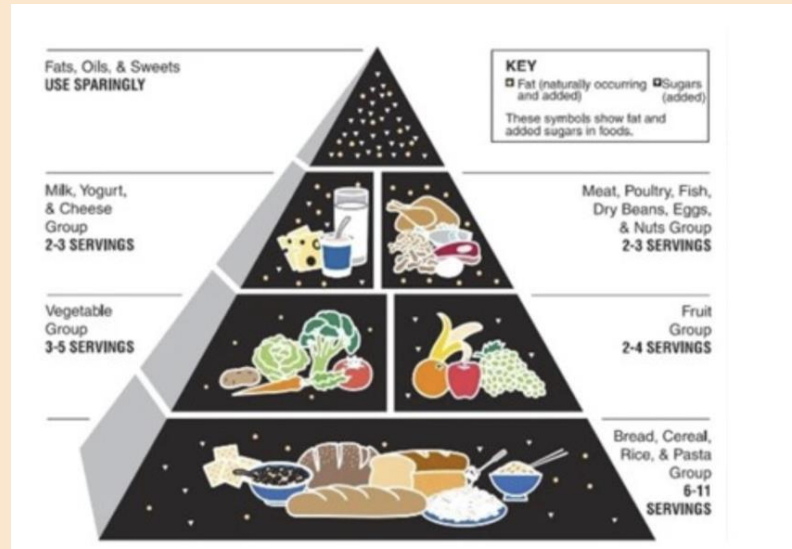 Fats, Oils, & Sweets
USE SPARINGLY
KEY
Fat (naturally occurring and added)
Sugars (added)
These symbols show fat and
added sugars in foods.
Milk, Yogurt,
& Cheese
Group
2-3 SERVINGS
Meat, Poultry, Fish,
Dry Beans, Eggs,
& Nuts Group
2-3 SERVINGS
Vegetable
Group
3-5 SERVINGS
Fruit
Group
2-4 SERVINGS
Bread, Cereal,
Rice, & Pasta
Group
6-11
SERVINGS